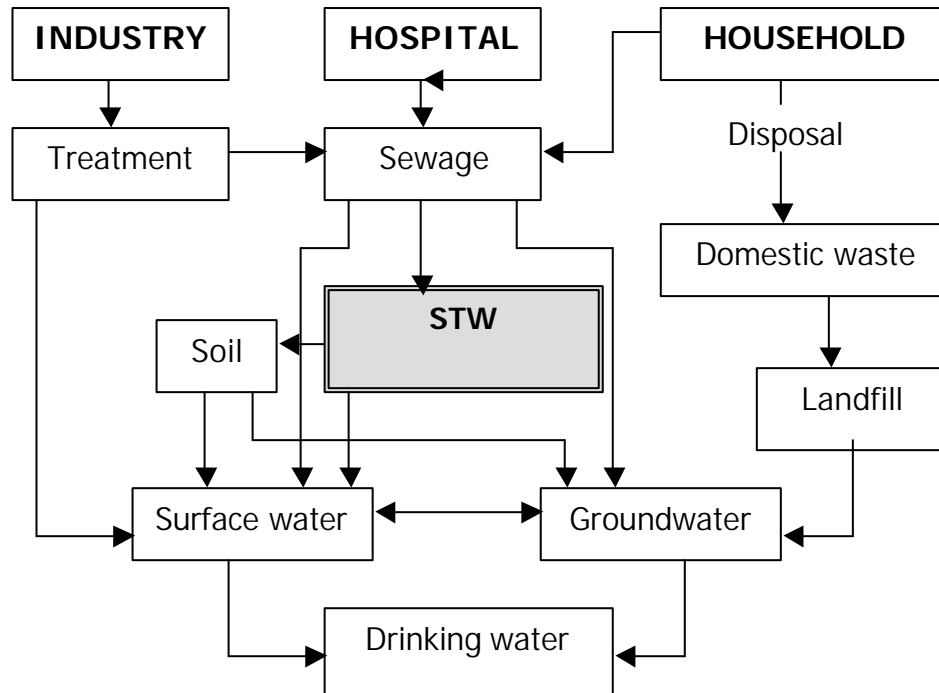 INDUSTRY
HOSPITAL
HOUSEHOLD
Treatment
Sewage
Disposal
Domestic waste
STW
Soil
Landfill
Surface water
Groundwater
Drinking water